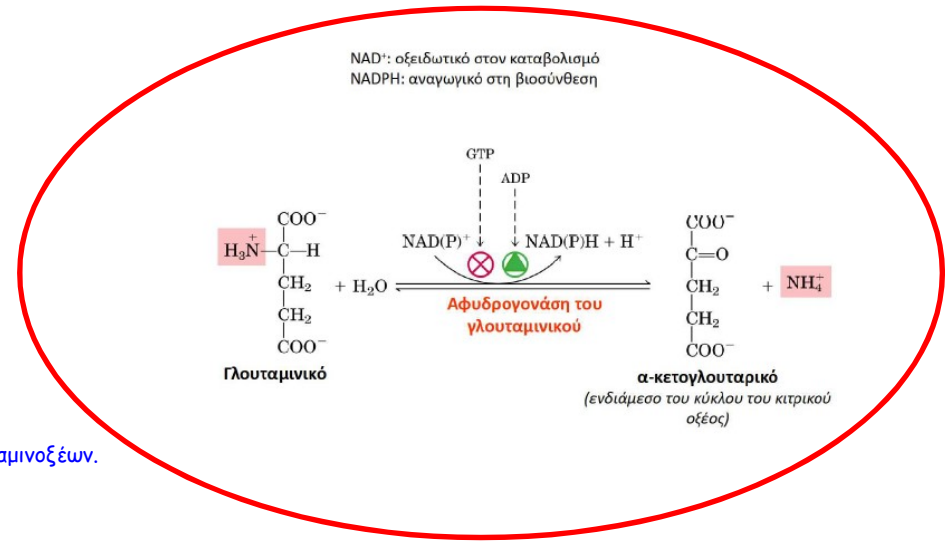 NAD⁺: οξειδωτικό στον καταβολισμό
NADPH: αναγωγικό στη βιοσύνθεση
GTP
ADP
NAD(P)⁺
NAD(P)H + H⁺
COO⁻
H₃N⁺—C—H
CH₂
CH₂
COO⁻
+ H₂O
Αφυδρογονάση του
γλουταμινικού
COO⁻
C=O
CH₂
CH₂
COO⁻
+ NH₄⁺
Γλουταμινικό
α-κετογλουταρικό
(ενδιάμεσο του κύκλου του κιτρικού
οξέος)
αμινοξέων.